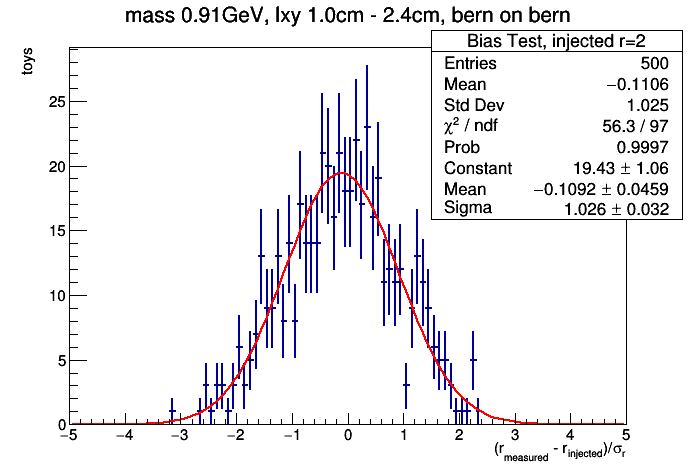 mass 0.91GeV, lxy 1.0cm - 2.4cm, bern on bern
Bias Test, injected r=2
Entries 500
Mean −0.1106
Std Dev 1.025
χ² / ndf 56.3 / 97
Prob 0.9997
Constant 19.43 ± 1.06
Mean −0.1092 ± 0.0459
Sigma 1.026 ± 0.032
toys
25
20
15
10
5
0
−5 −4 −3 −2 −1 0 1 2 3 4 5
(r_measured - r_injected)/σ_r